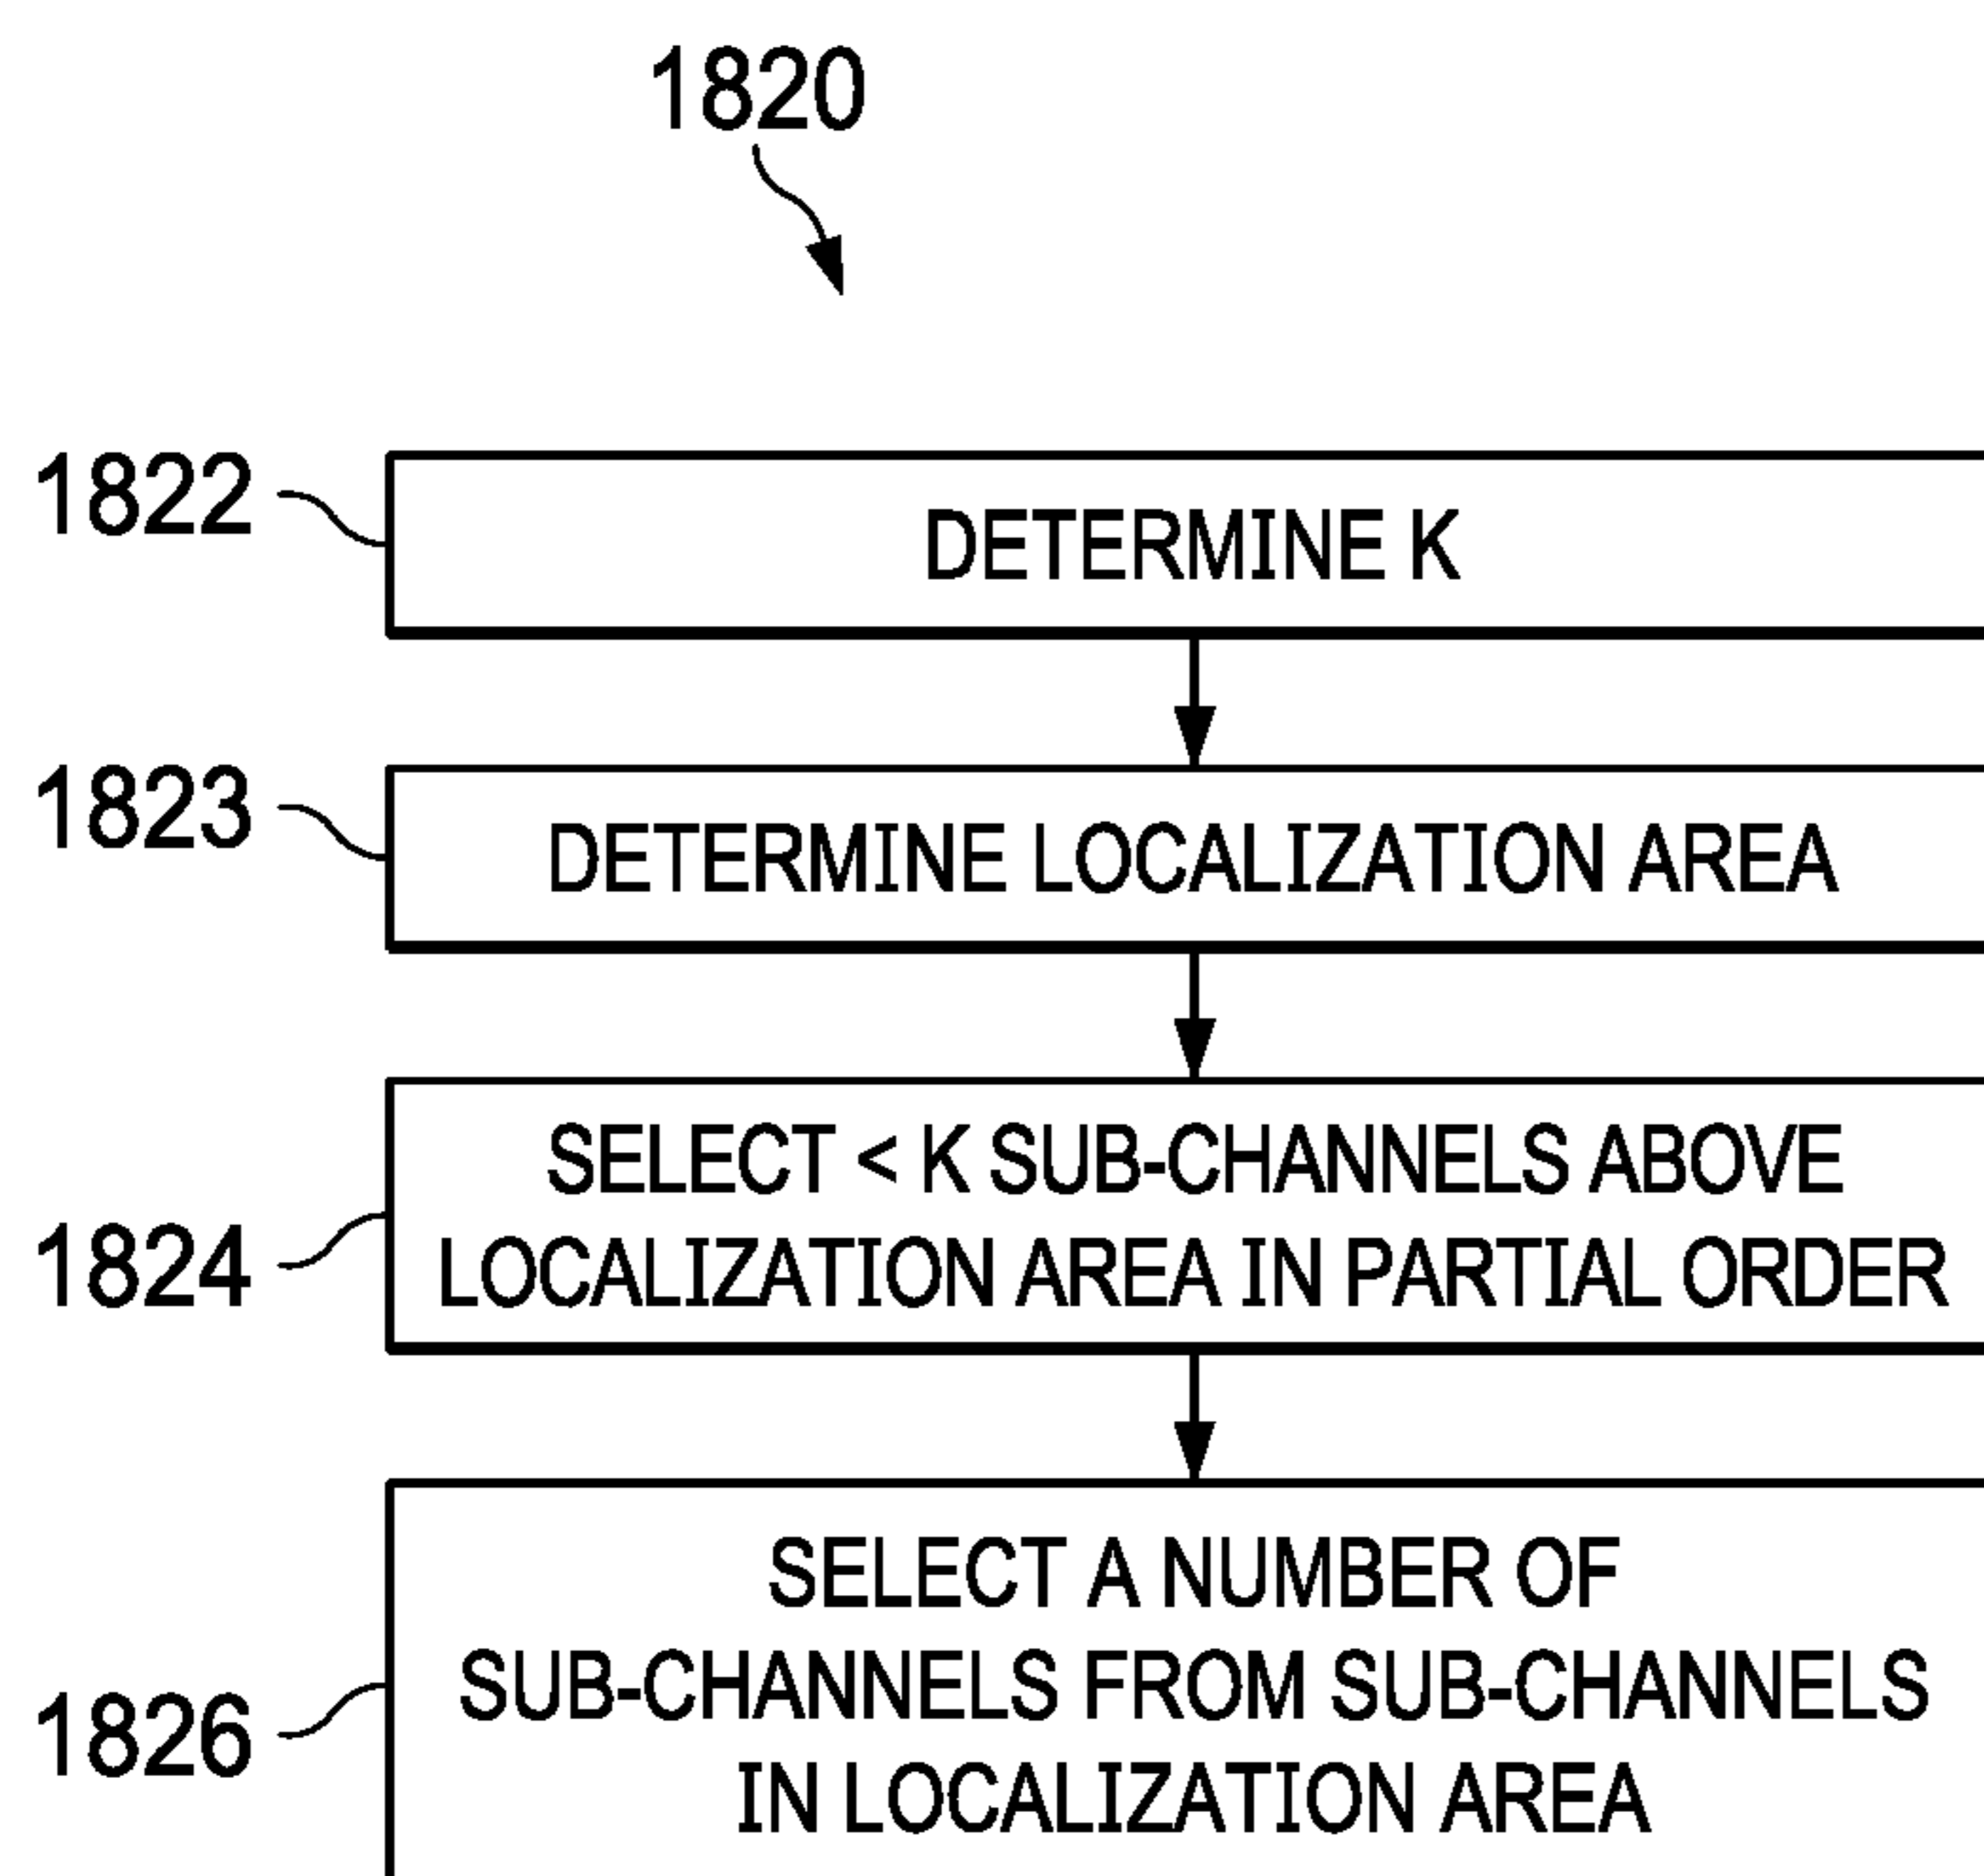 1820
1822
DETERMINE K
1823
DETERMINE LOCALIZATION AREA
1824
SELECT < K SUB-CHANNELS ABOVE
LOCALIZATION AREA IN PARTIAL ORDER
1826
SELECT A NUMBER OF
SUB-CHANNELS FROM SUB-CHANNELS
IN LOCALIZATION AREA